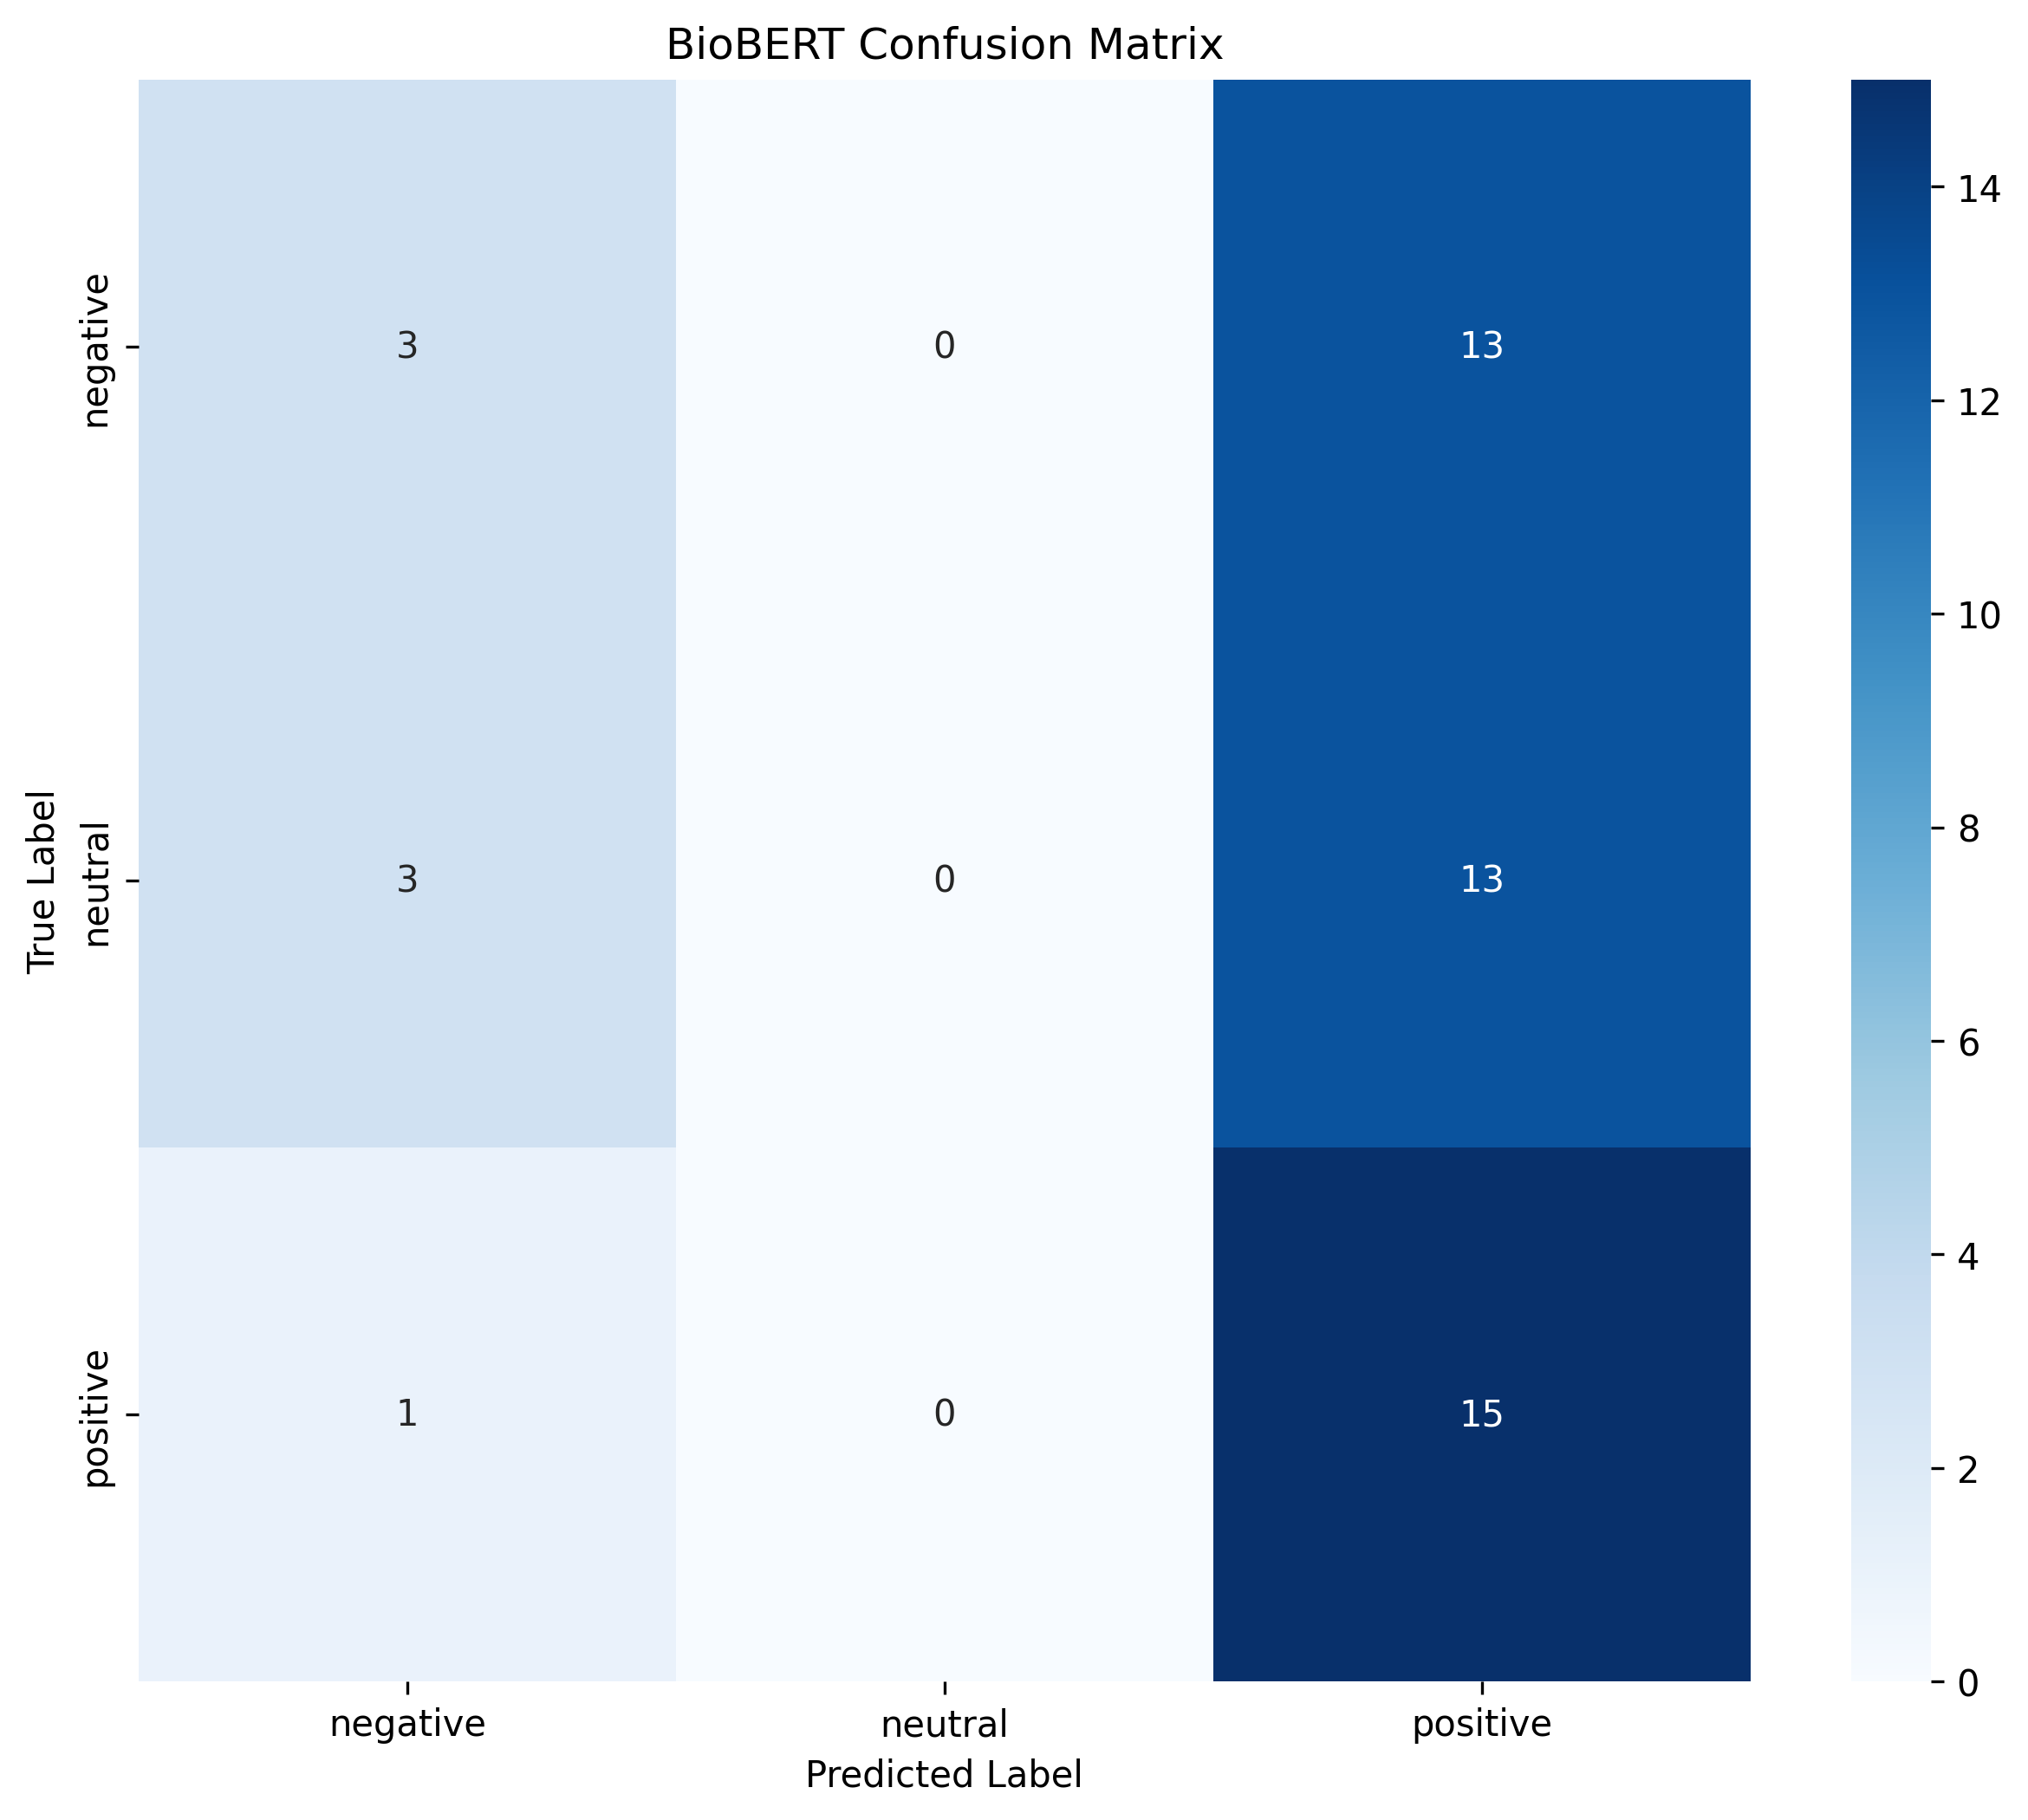 BioBERT Confusion Matrix
True Label
negative
3 0 13
neutral
3 0 13
positive
1 0 15
negative neutral positive
Predicted Label
14
12
10
8
6
4
2
0